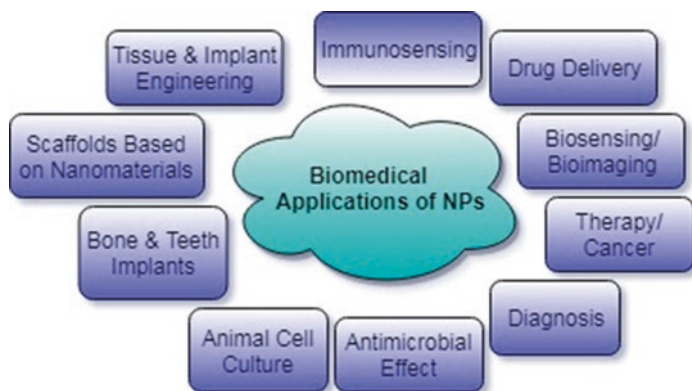 Immunosensing
Drug Delivery
Biosensing/
Bioimaging
Therapy/
Cancer
Diagnosis
Antimicrobial
Effect
Animal Cell
Culture
Bone & Teeth
Implants
Scaffolds Based
on Nanomaterials
Tissue & Implant
Engineering
Biomedical
Applications of NPs